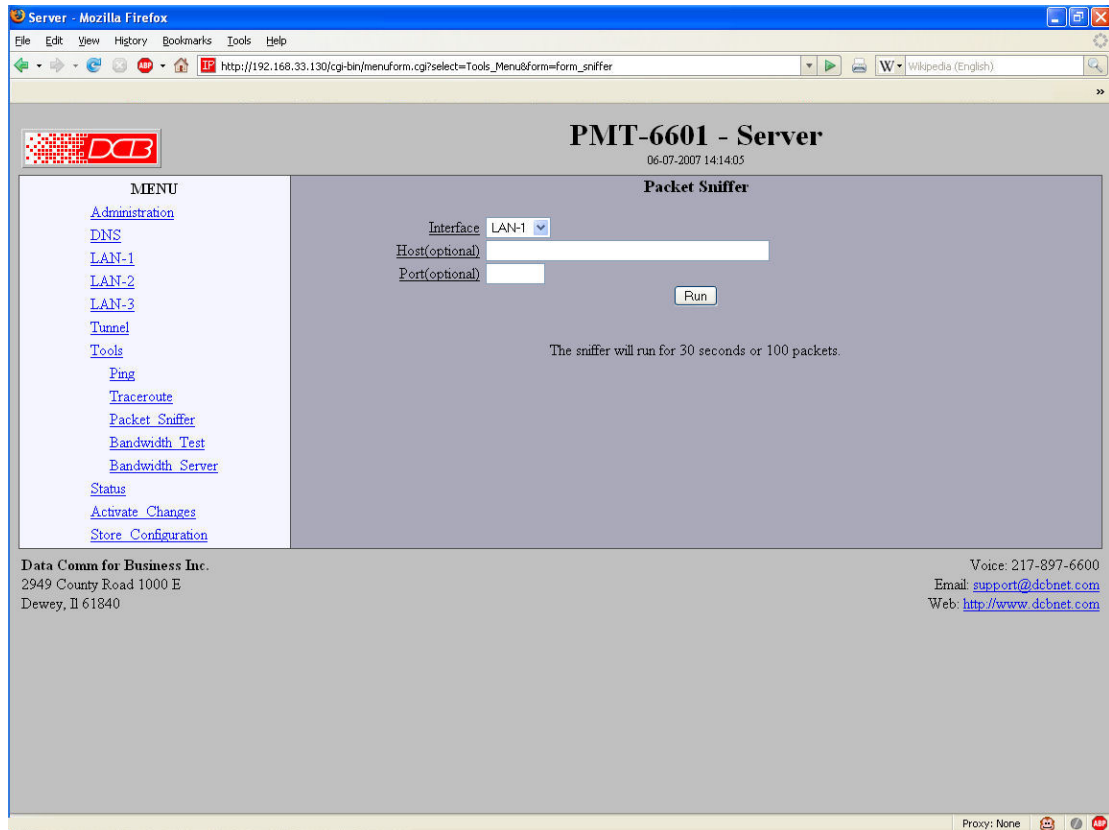 Server - Mozilla Firefox
File Edit View History Bookmarks Tools Help
ABP IP http://192.168.33.130/cgi-bin/menuform.cgi?select=Tools_Menu&form=form_sniffer W Wikipedia (English)
»
DCB
PMT-6601 - Server
06-07-2007 14:14:05
MENU
Administration
DNS
LAN-1
LAN-2
LAN-3
Tunnel
Tools
Ping
Traceroute
Packet Sniffer
Bandwidth Test
Bandwidth Server
Status
Activate Changes
Store Configuration
Packet Sniffer
Interface LAN-1
Host(optional)
Port(optional)
Run
The sniffer will run for 30 seconds or 100 packets.
Data Comm for Business Inc.
2949 County Road 1000 E
Dewey, Il 61840
Voice: 217-897-6600
Email: support@dcbnet.com
Web: http://www.dcbnet.com
Proxy: None ABP